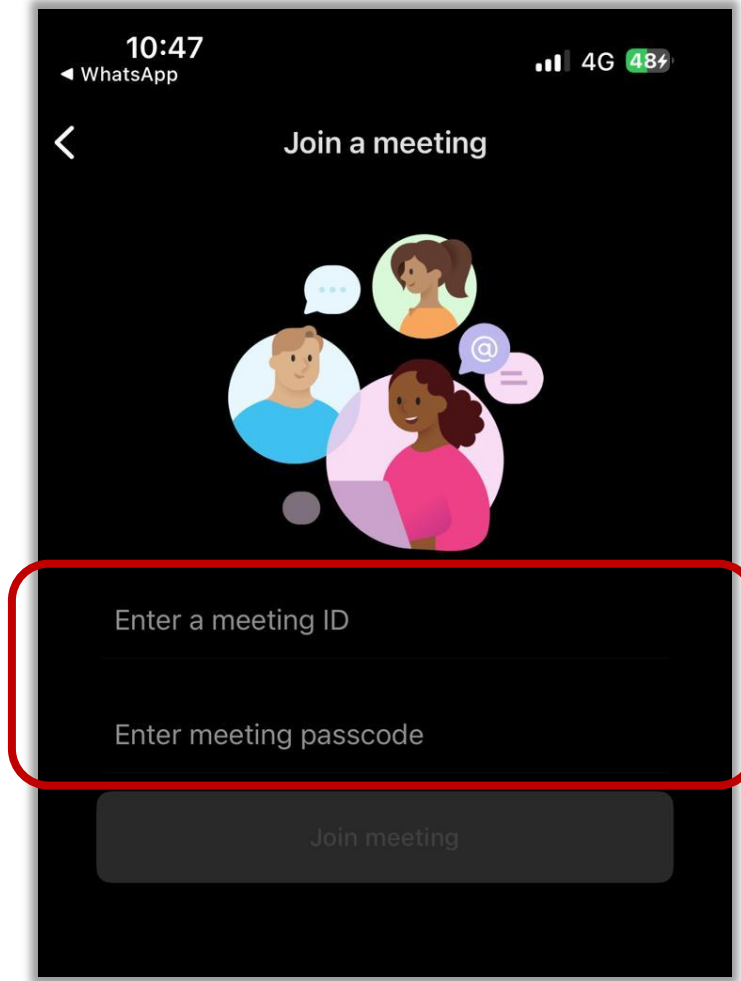 10:47
◀ WhatsApp
4G 48
Join a meeting
@
Enter a meeting ID
Enter meeting passcode
Join meeting